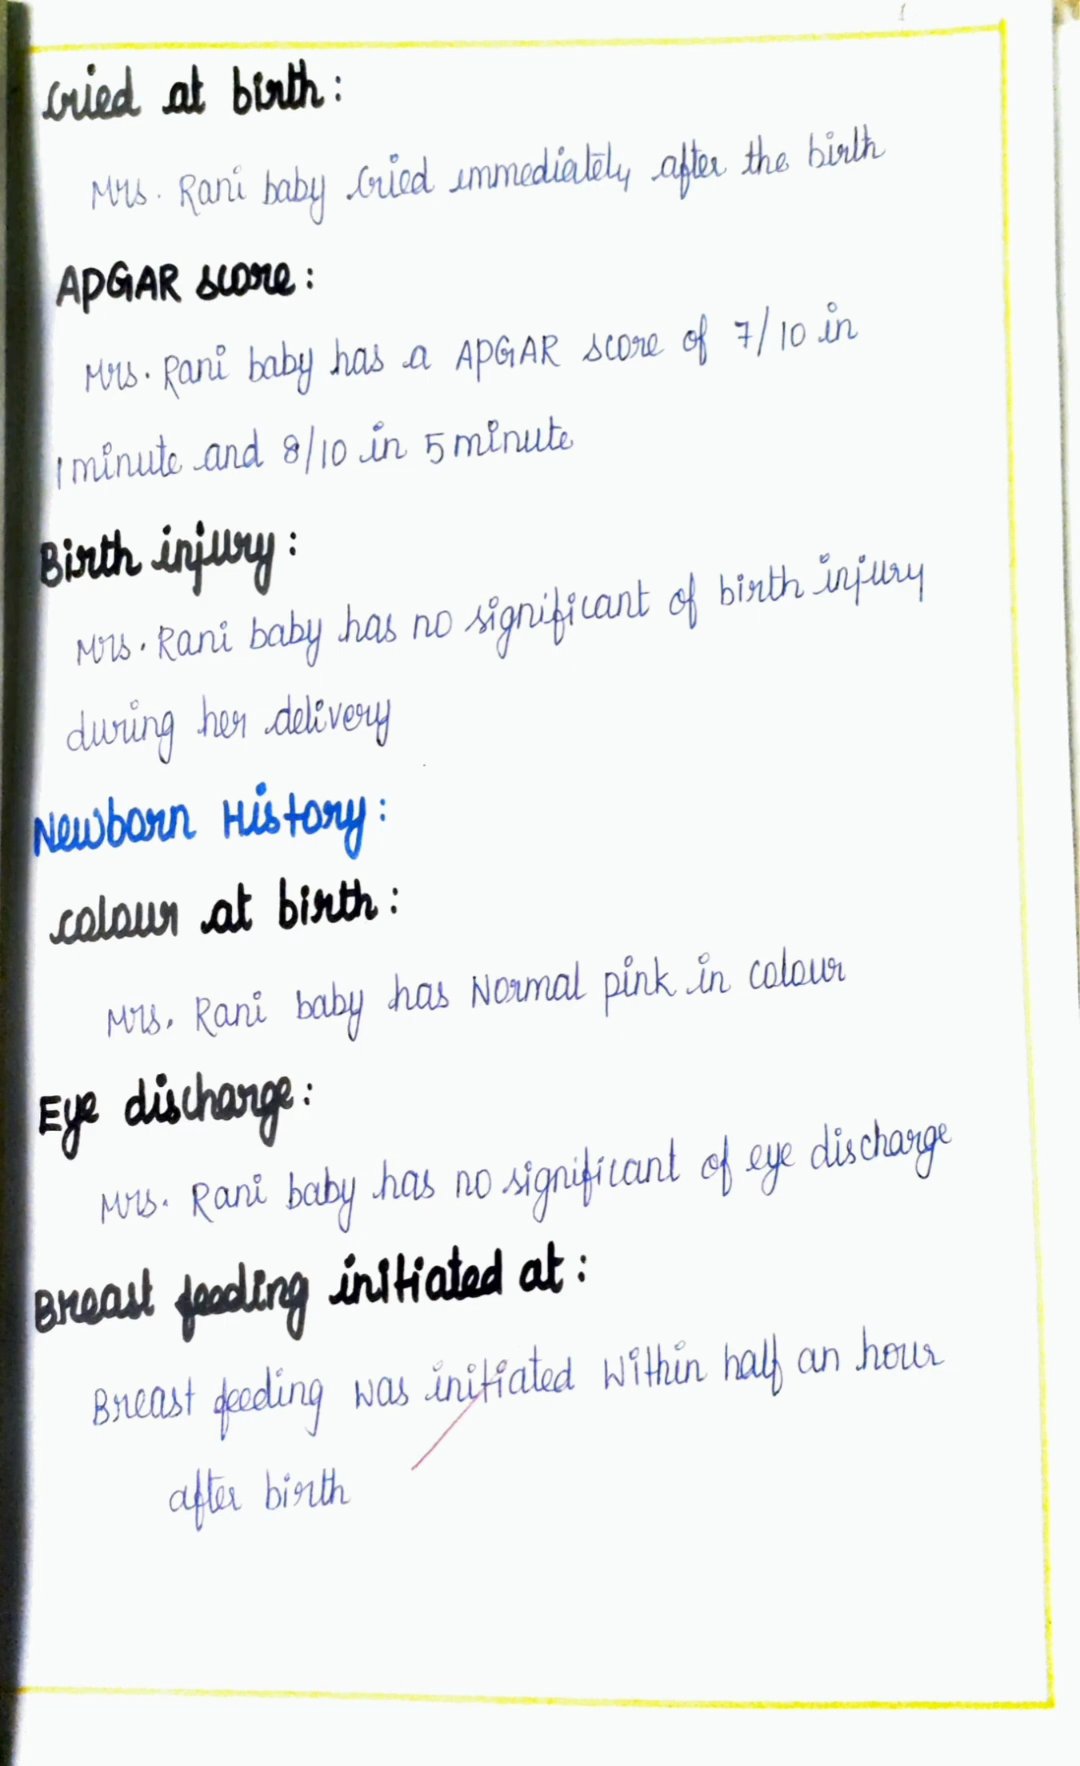 Cried at birth:
Mrs. Rani baby Cried immediately after the birth
APGAR score:
Mrs. Rani baby has a APGAR score of 7/10 in
1 minute and 8/10 in 5 minute
Birth injury:
Mrs. Rani baby has no significant of birth injury
during her delivery
Newborn History:
colour at birth:
Mrs. Rani baby has Normal pink in colour
Eye discharge:
Mrs. Rani baby has no significant of eye discharge
Breast feeding initiated at:
Breast feeding was initiated within half an hour
after birth